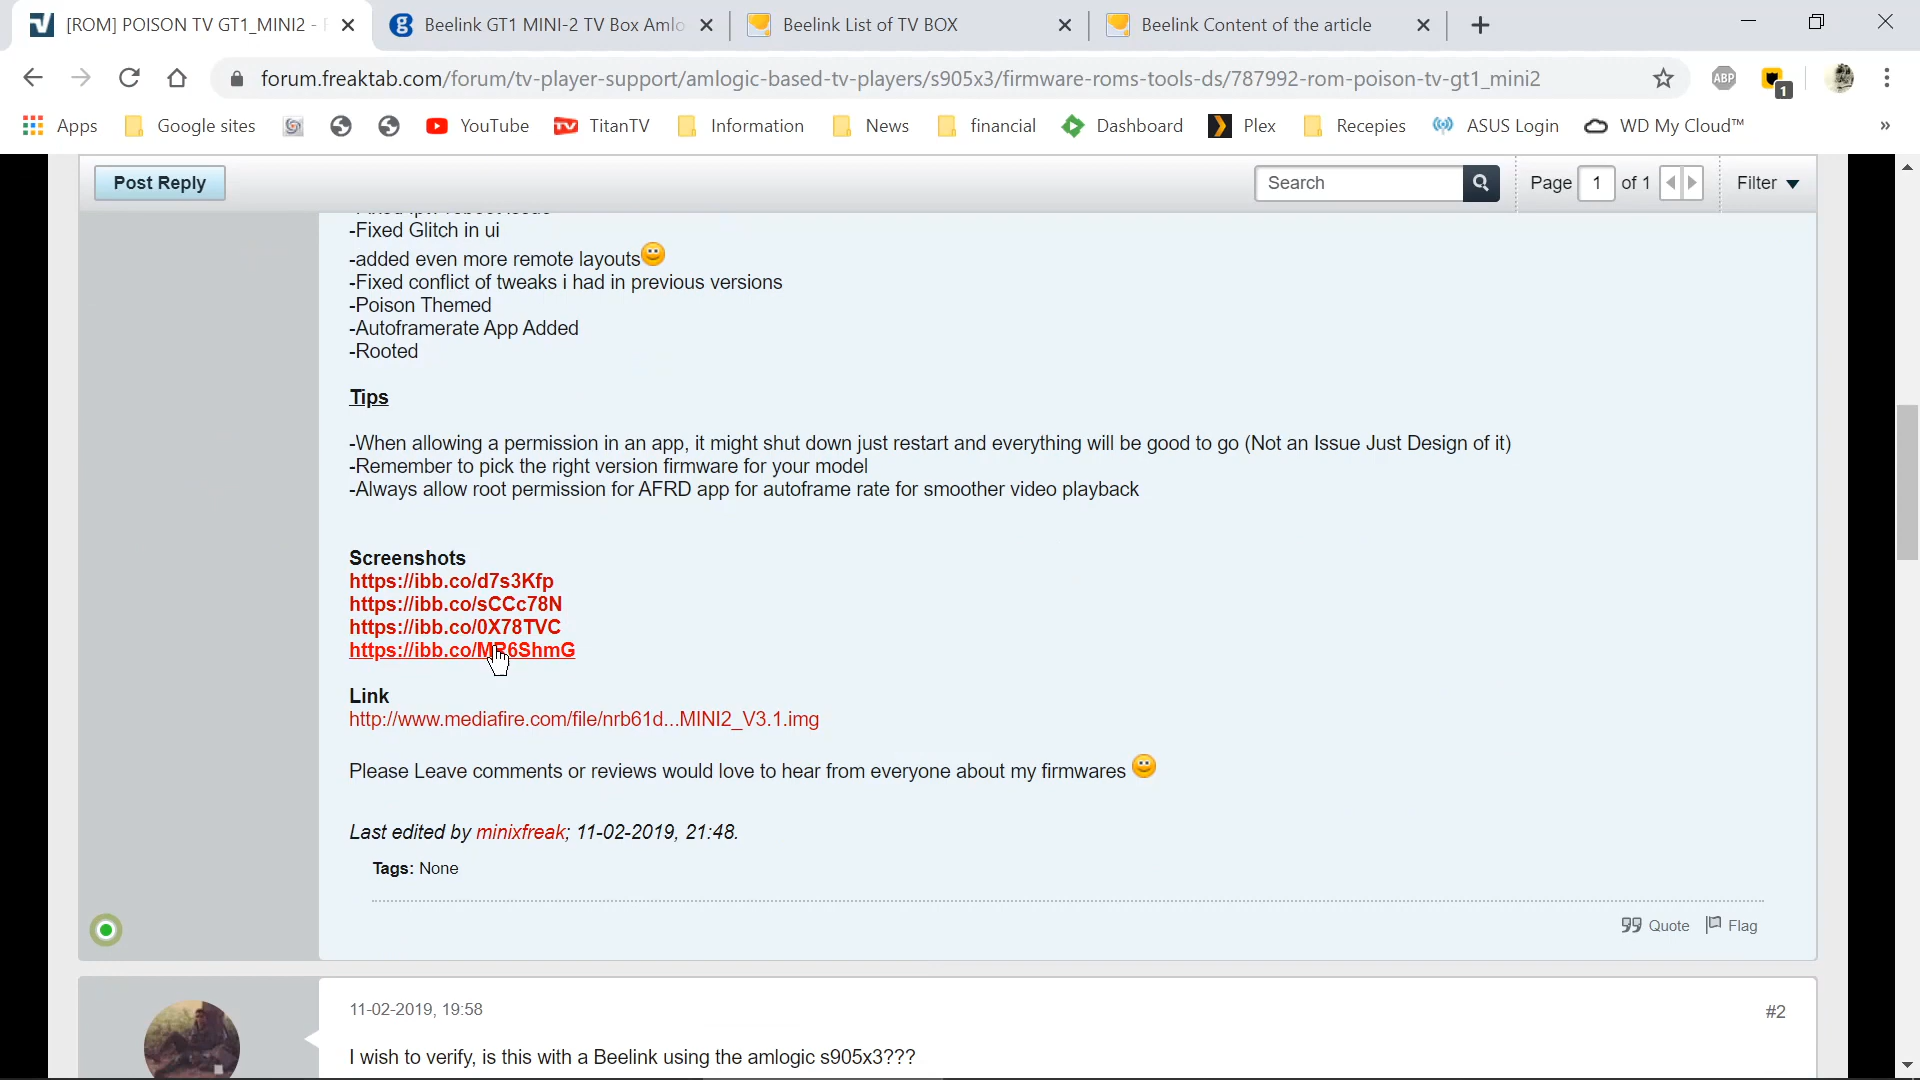 [ROM] POISON TV GT1_MINI2 -
Beelink GT1 MINI-2 TV Box Amlo
Beelink List of TV BOX
Beelink Content of the article
forum.freaktab.com/forum/tv-player-support/amlogic-based-tv-players/s905x3/firmware-roms-tools-ds/787992-rom-poison-tv-gt1_mini2
ABP
1
Apps
Google sites
YouTube
TitanTV
Information
News
financial
Dashboard
Plex
Recepies
ASUS Login
WD My Cloud™
»
Post Reply
Search
Page 1 of 1
Filter
-Fixed Glitch in ui
-added even more remote layouts
-Fixed conflict of tweaks i had in previous versions
-Poison Themed
-Autoframerate App Added
-Rooted
Tips
-When allowing a permission in an app, it might shut down just restart and everything will be good to go (Not an Issue Just Design of it)
-Remember to pick the right version firmware for your model
-Always allow root permission for AFRD app for autoframe rate for smoother video playback
Screenshots
https://ibb.co/d7s3Kfp
https://ibb.co/sCCc78N
https://ibb.co/0X78TVC
https://ibb.co/MR6ShmG
Link
http://www.mediafire.com/file/nrb61d...MINI2_V3.1.img
Please Leave comments or reviews would love to hear from everyone about my firmwares
Last edited by minixfreak; 11-02-2019, 21:48.
Tags: None
Quote
Flag
11-02-2019, 19:58
#2
I wish to verify, is this with a Beelink using the amlogic s905x3???